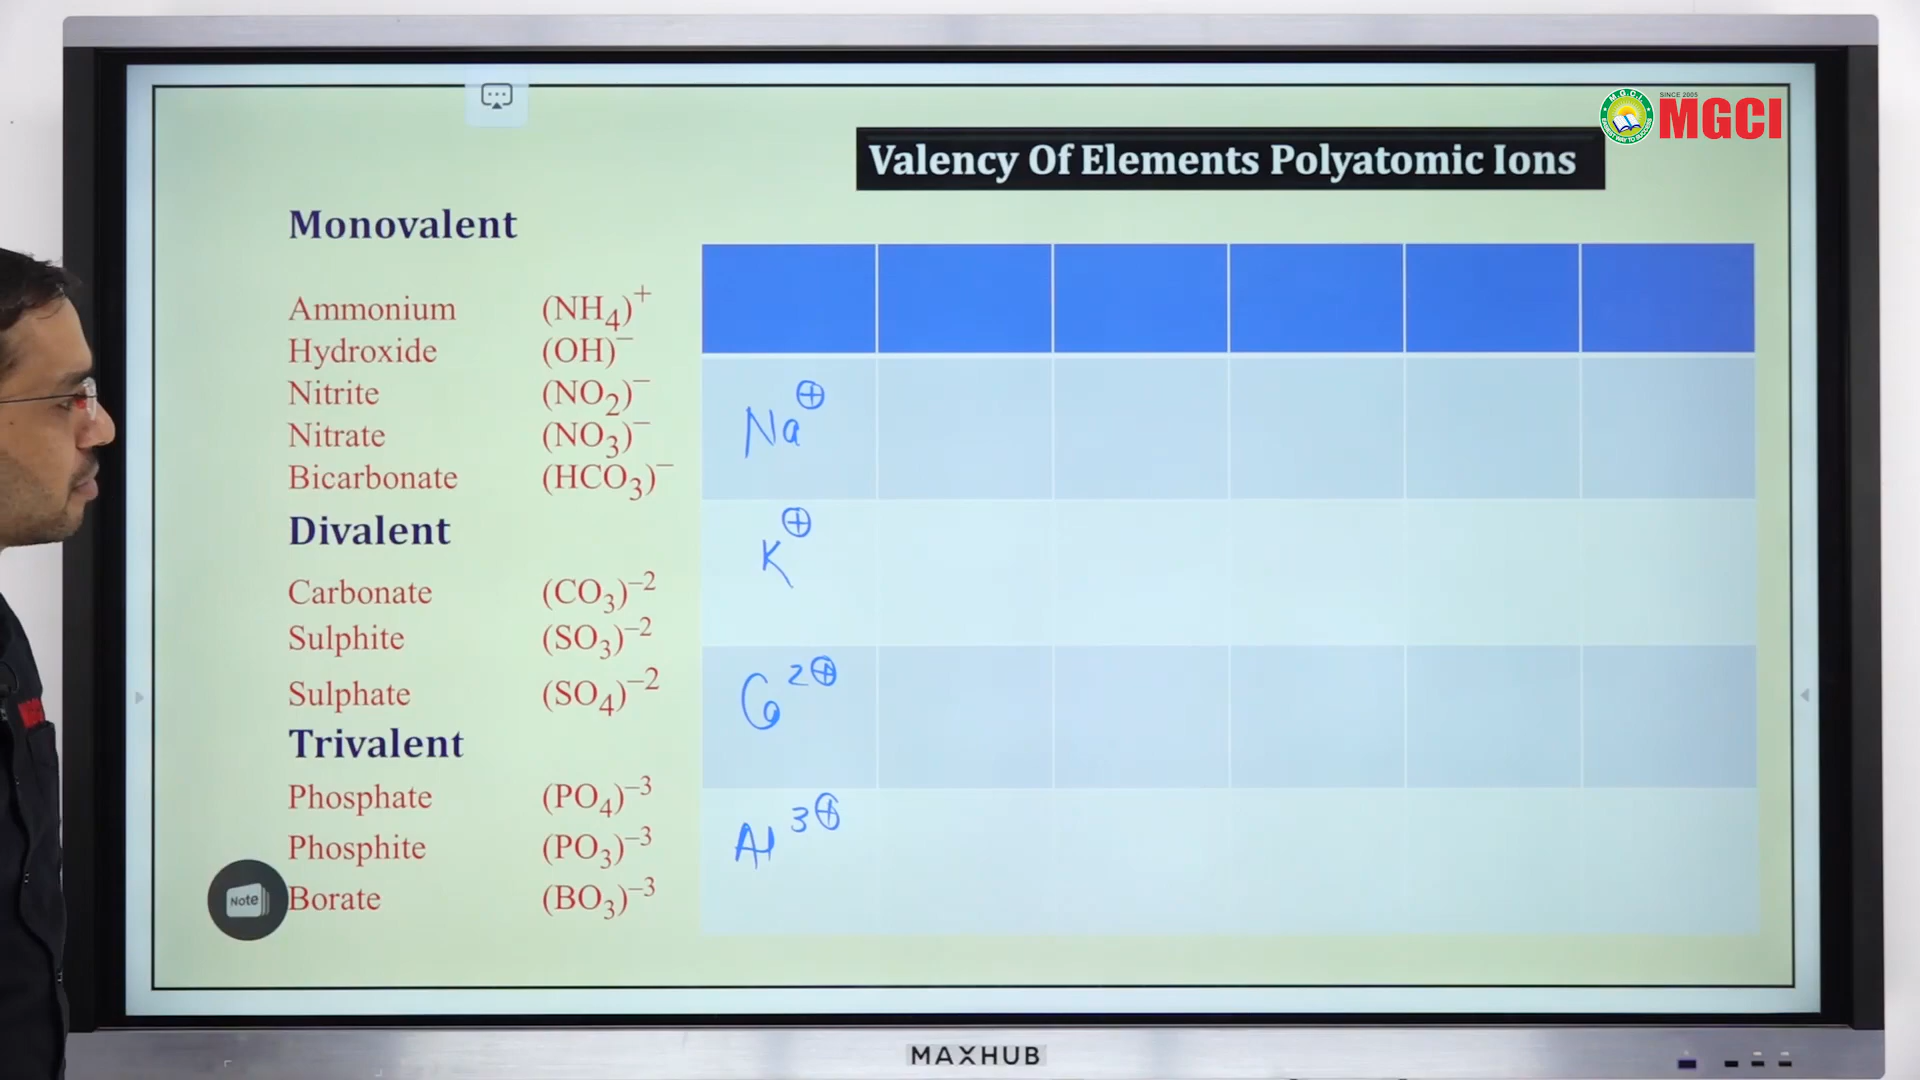 SINCE 2005
M.G.C.I.
MGCI
Valency Of Elements Polyatomic Ions
Monovalent
Ammonium (NH₄)⁺
Hydroxide (OH)⁻
Nitrite (NO₂)⁻
Nitrate (NO₃)⁻
Bicarbonate (HCO₃)⁻
Divalent
Carbonate (CO₃)⁻²
Sulphite (SO₃)⁻²
Sulphate (SO₄)⁻²
Trivalent
Phosphate (PO₄)⁻³
Phosphite (PO₃)⁻³
Borate (BO₃)⁻³
Note
Na⊕
K⊕
Ca²⊕
Al³⊕
MAXHUB